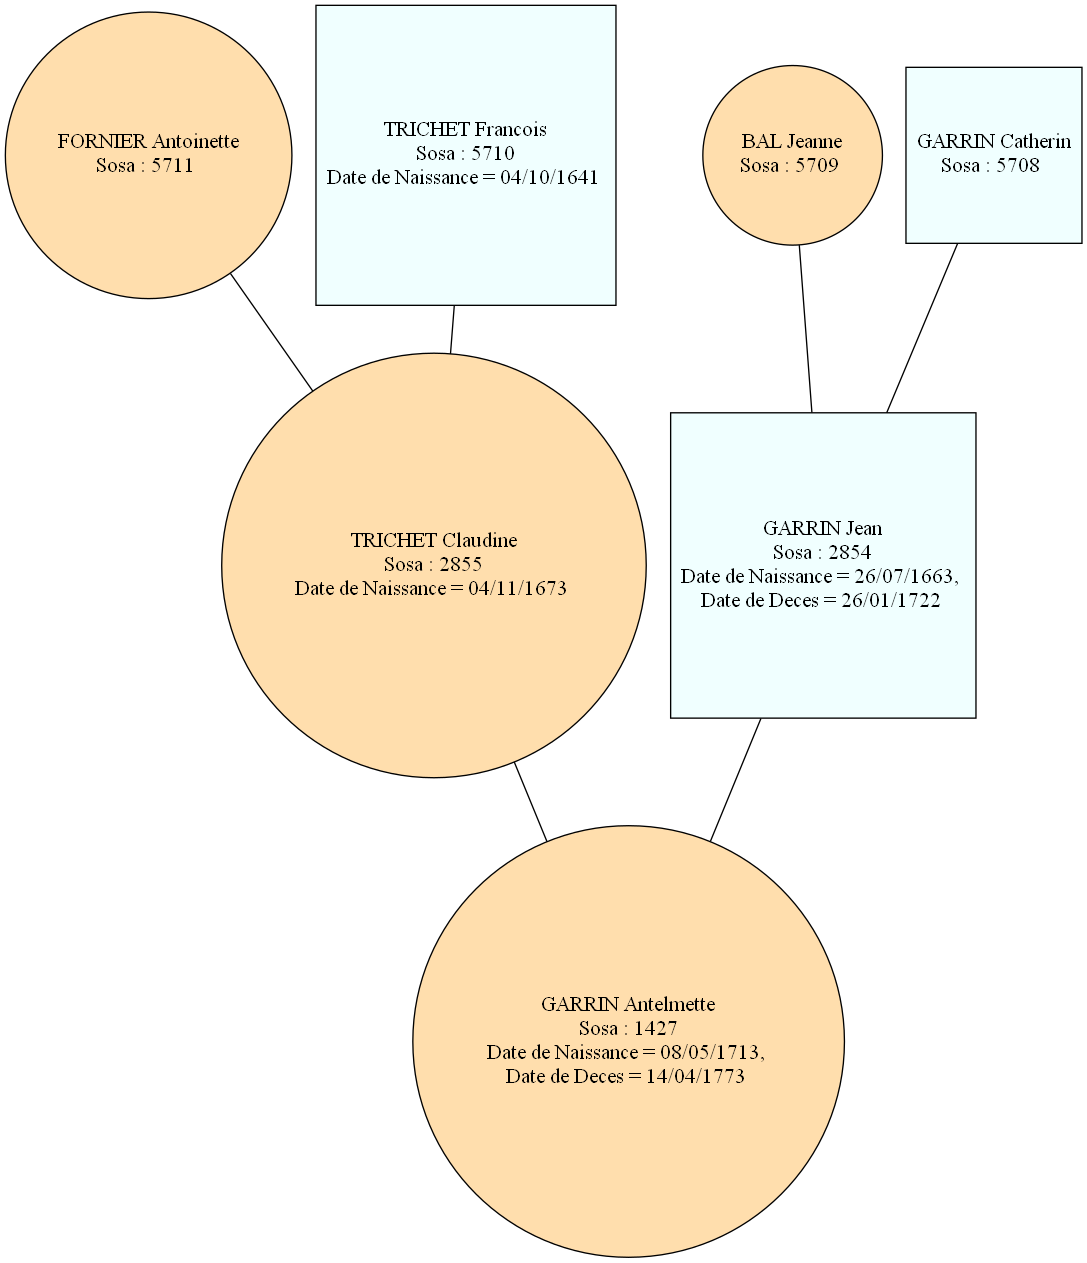 FORNIER Antoinette
Sosa : 5711
TRICHET Francois
Sosa : 5710
Date de Naissance = 04/10/1641
BAL Jeanne
Sosa : 5709
GARRIN Catherin
Sosa : 5708
TRICHET Claudine
Sosa : 2855
Date de Naissance = 04/11/1673
GARRIN Jean
Sosa : 2854
Date de Naissance = 26/07/1663,
Date de Deces = 26/01/1722
GARRIN Antelmette
Sosa : 1427
Date de Naissance = 08/05/1713,
Date de Deces = 14/04/1773